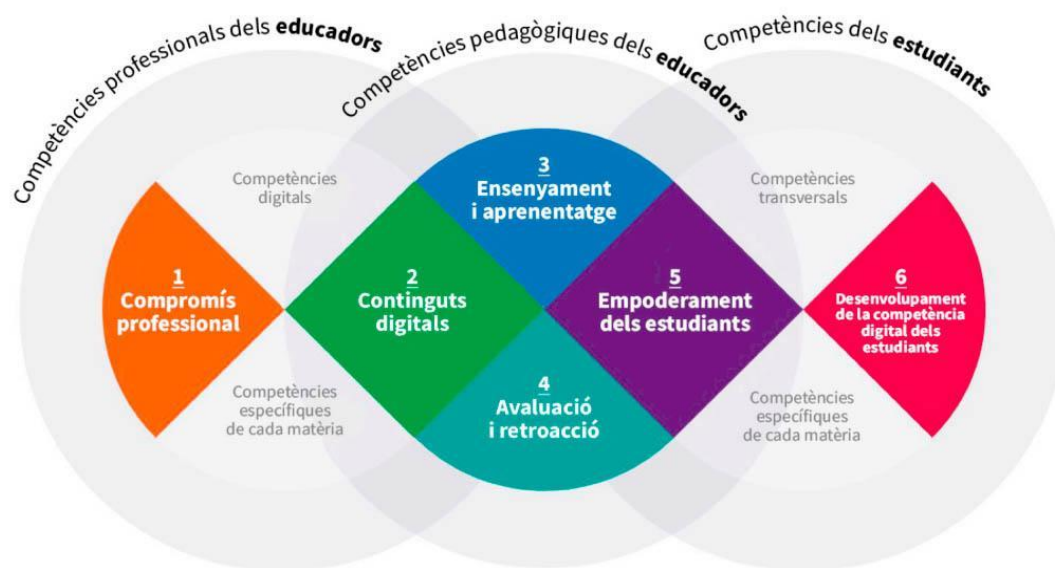 Competències professionals dels educadors
Competències pedagògiques dels educadors
Competències dels estudiants
Competències
digitals
3
Ensenyament
i aprenentatge
Competències
transversals
1
Compromís
professional
2
Continguts
digitals
5
Empoderament
dels estudiants
6
Desenvolupament
de la competència
digital dels
estudiants
Competències
específiques
de cada matèria
4
Avaluació
i retroacció
Competències
específiques
de cada matèria